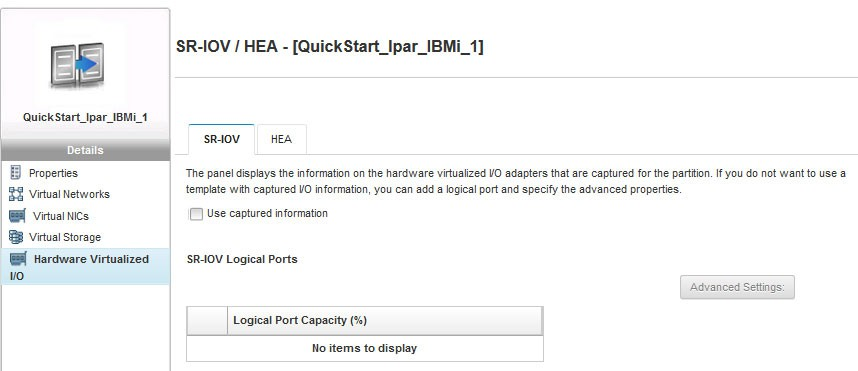 SR-IOV / HEA - [QuickStart_lpar_IBMi_1]
QuickStart_lpar_IBMi_1
Details
Properties
Virtual Networks
Virtual NICs
Virtual Storage
Hardware Virtualized
I/O
SR-IOV
HEA
The panel displays the information on the hardware virtualized I/O adapters that are captured for the partition. If you do not want to use a
template with captured I/O information, you can add a logical port and specify the advanced properties.
Use captured information
SR-IOV Logical Ports
Advanced Settings:
Logical Port Capacity (%)
No items to display